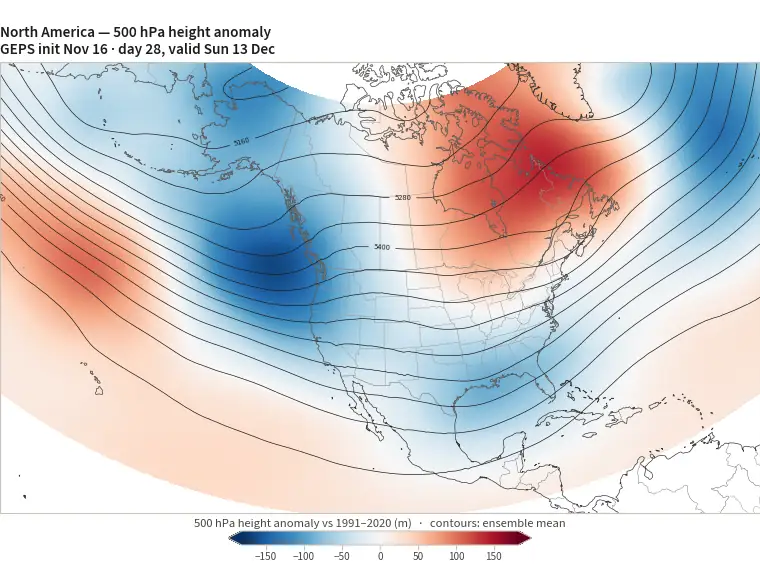 North America — 500 hPa height anomaly
GEPS init Nov 16 · day 28, valid Sun 13 Dec
5160
5280
5400
500 hPa height anomaly vs 1991–2020 (m) · contours: ensemble mean
−150 −100 −50 0 50 100 150